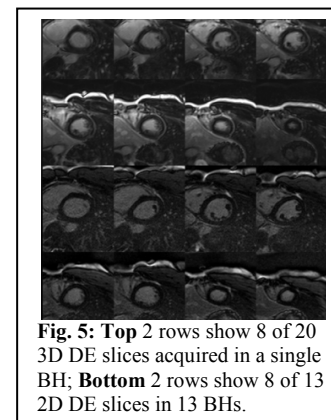 Fig. 5: Top 2 rows show 8 of 20
3D DE slices acquired in a single
BH; Bottom 2 rows show 8 of 13
2D DE slices in 13 BHs.